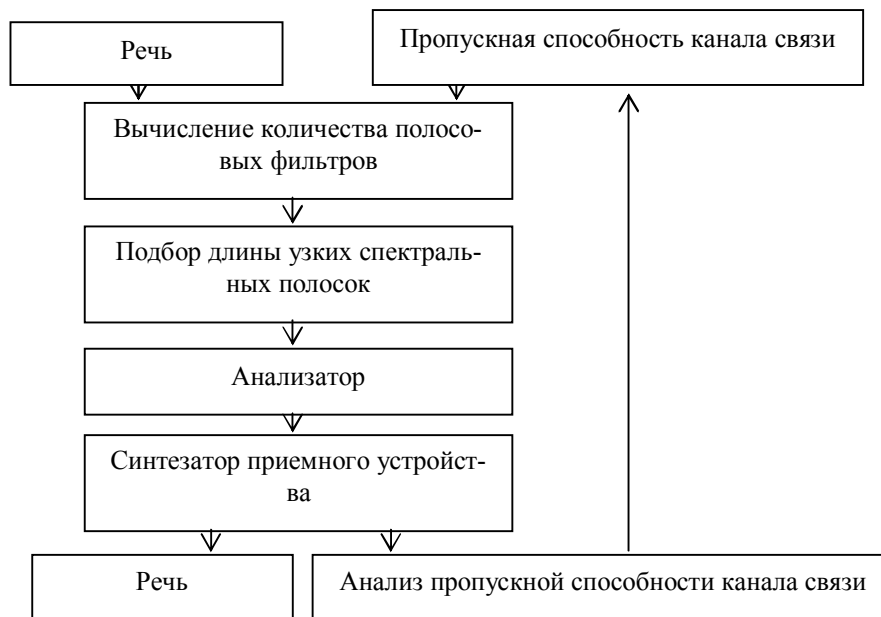 Речь
Пропускная способность канала связи
Вычисление количества полосо-
вых фильтров
Подбор длины узких спектраль-
ных полосок
Анализатор
Синтезатор приемного устройст-
ва
Речь
Анализ пропускной способности канала связи